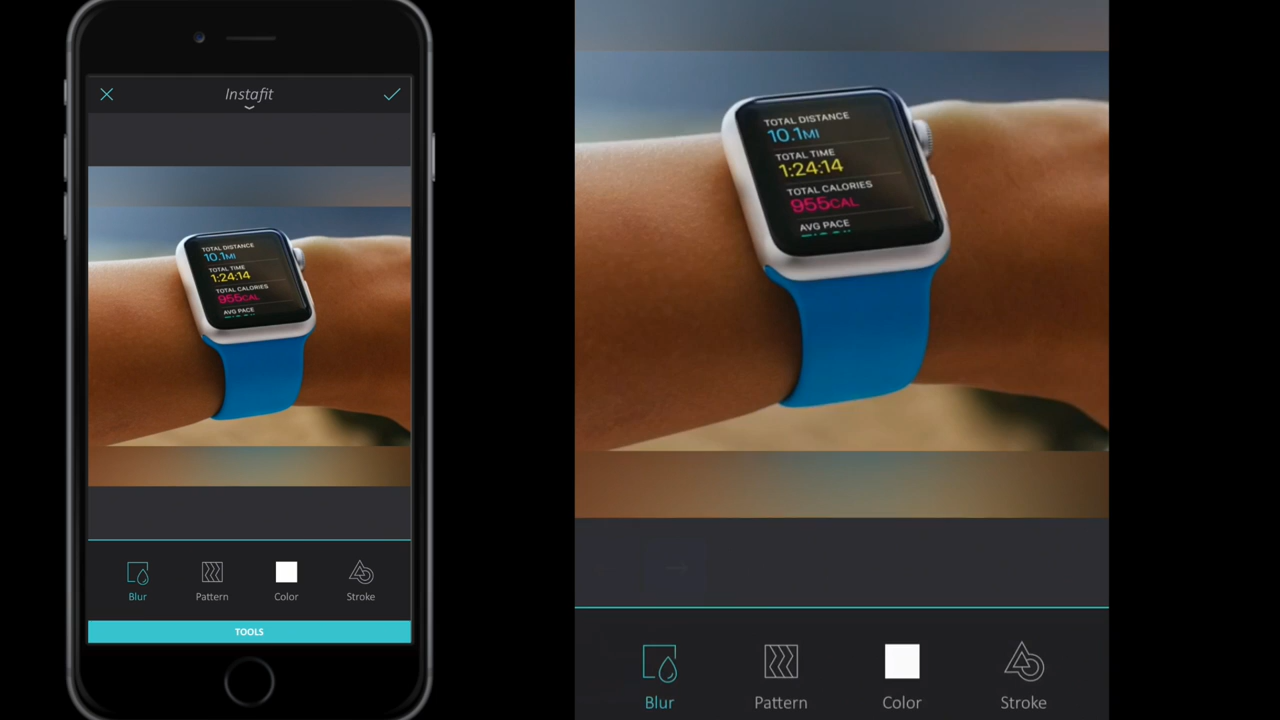 Instafit
TOTAL DISTANCE
10.1MI
TOTAL TIME
1:24:14
TOTAL CALORIES
955CAL
AVG PACE
Blur
Pattern
Color
Stroke
TOOLS
TOTAL DISTANCE
10.1MI
TOTAL TIME
1:24:14
TOTAL CALORIES
955CAL
AVG PACE
Blur
Pattern
Color
Stroke